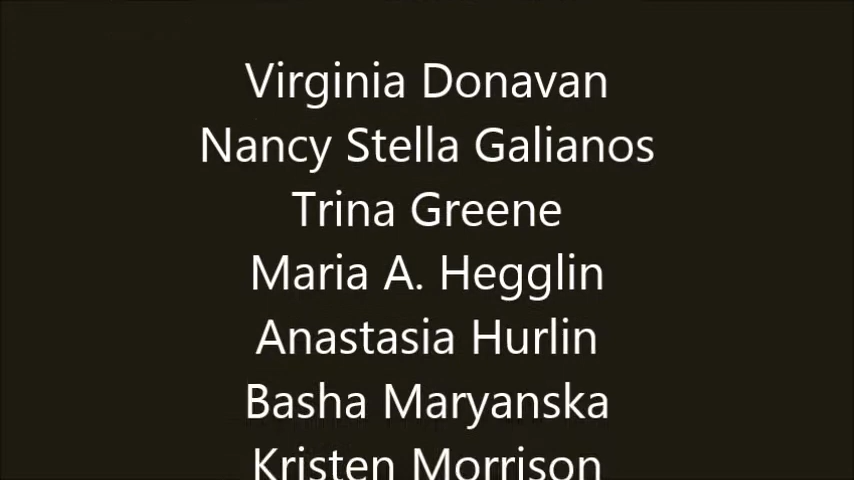 Virginia Donavan
Nancy Stella Galianos
Trina Greene
Maria A. Hegglin
Anastasia Hurlin
Basha Maryanska
Kristen Morrison